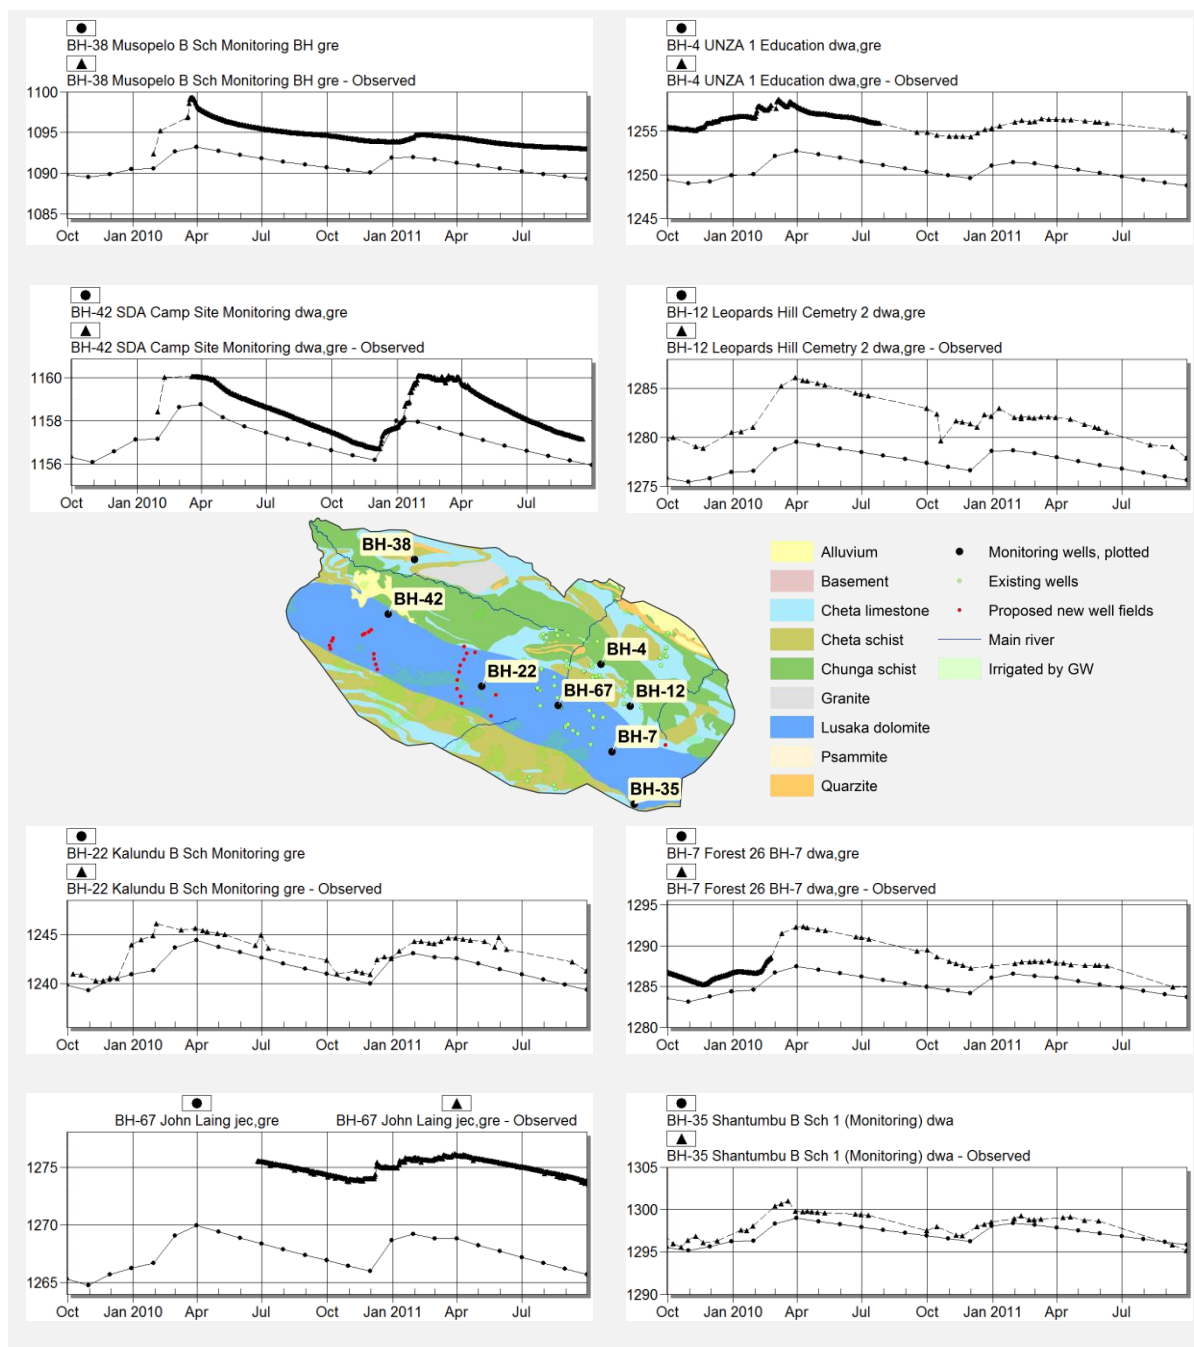 BH-38 Musopelo B Sch Monitoring BH gre
BH-38 Musopelo B Sch Monitoring BH gre - Observed
1100
1095
1090
1085
Oct Jan 2010 Apr Jul Oct Jan 2011 Apr Jul
BH-4 UNZA 1 Education dwa,gre
BH-4 UNZA 1 Education dwa,gre - Observed
1255
1250
1245
Oct Jan 2010 Apr Jul Oct Jan 2011 Apr Jul
BH-42 SDA Camp Site Monitoring dwa,gre
BH-42 SDA Camp Site Monitoring dwa,gre - Observed
1160
1158
1156
Oct Jan 2010 Apr Jul Oct Jan 2011 Apr Jul
BH-12 Leopards Hill Cemetry 2 dwa,gre
BH-12 Leopards Hill Cemetry 2 dwa,gre - Observed
1285
1280
1275
Oct Jan 2010 Apr Jul Oct Jan 2011 Apr Jul
BH-38
BH-42
BH-4
BH-22
BH-67
BH-12
BH-7
BH-35
Alluvium
Basement
Cheta limestone
Cheta schist
Chunga schist
Granite
Lusaka dolomite
Psammite
Quarzite
Monitoring wells, plotted
Existing wells
Proposed new well fields
Main river
Irrigated by GW
BH-22 Kalundu B Sch Monitoring gre
BH-22 Kalundu B Sch Monitoring gre - Observed
1245
1240
Oct Jan 2010 Apr Jul Oct Jan 2011 Apr Jul
BH-7 Forest 26 BH-7 dwa,gre
BH-7 Forest 26 BH-7 dwa,gre - Observed
1295
1290
1285
1280
Oct Jan 2010 Apr Jul Oct Jan 2011 Apr Jul
BH-67 John Laing jec,gre
BH-67 John Laing jec,gre - Observed
1275
1270
1265
Oct Jan 2010 Apr Jul Oct Jan 2011 Apr Jul
BH-35 Shantumbu B Sch 1 (Monitoring) dwa
BH-35 Shantumbu B Sch 1 (Monitoring) dwa - Observed
1305
1300
1295
1290
Oct Jan 2010 Apr Jul Oct Jan 2011 Apr Jul